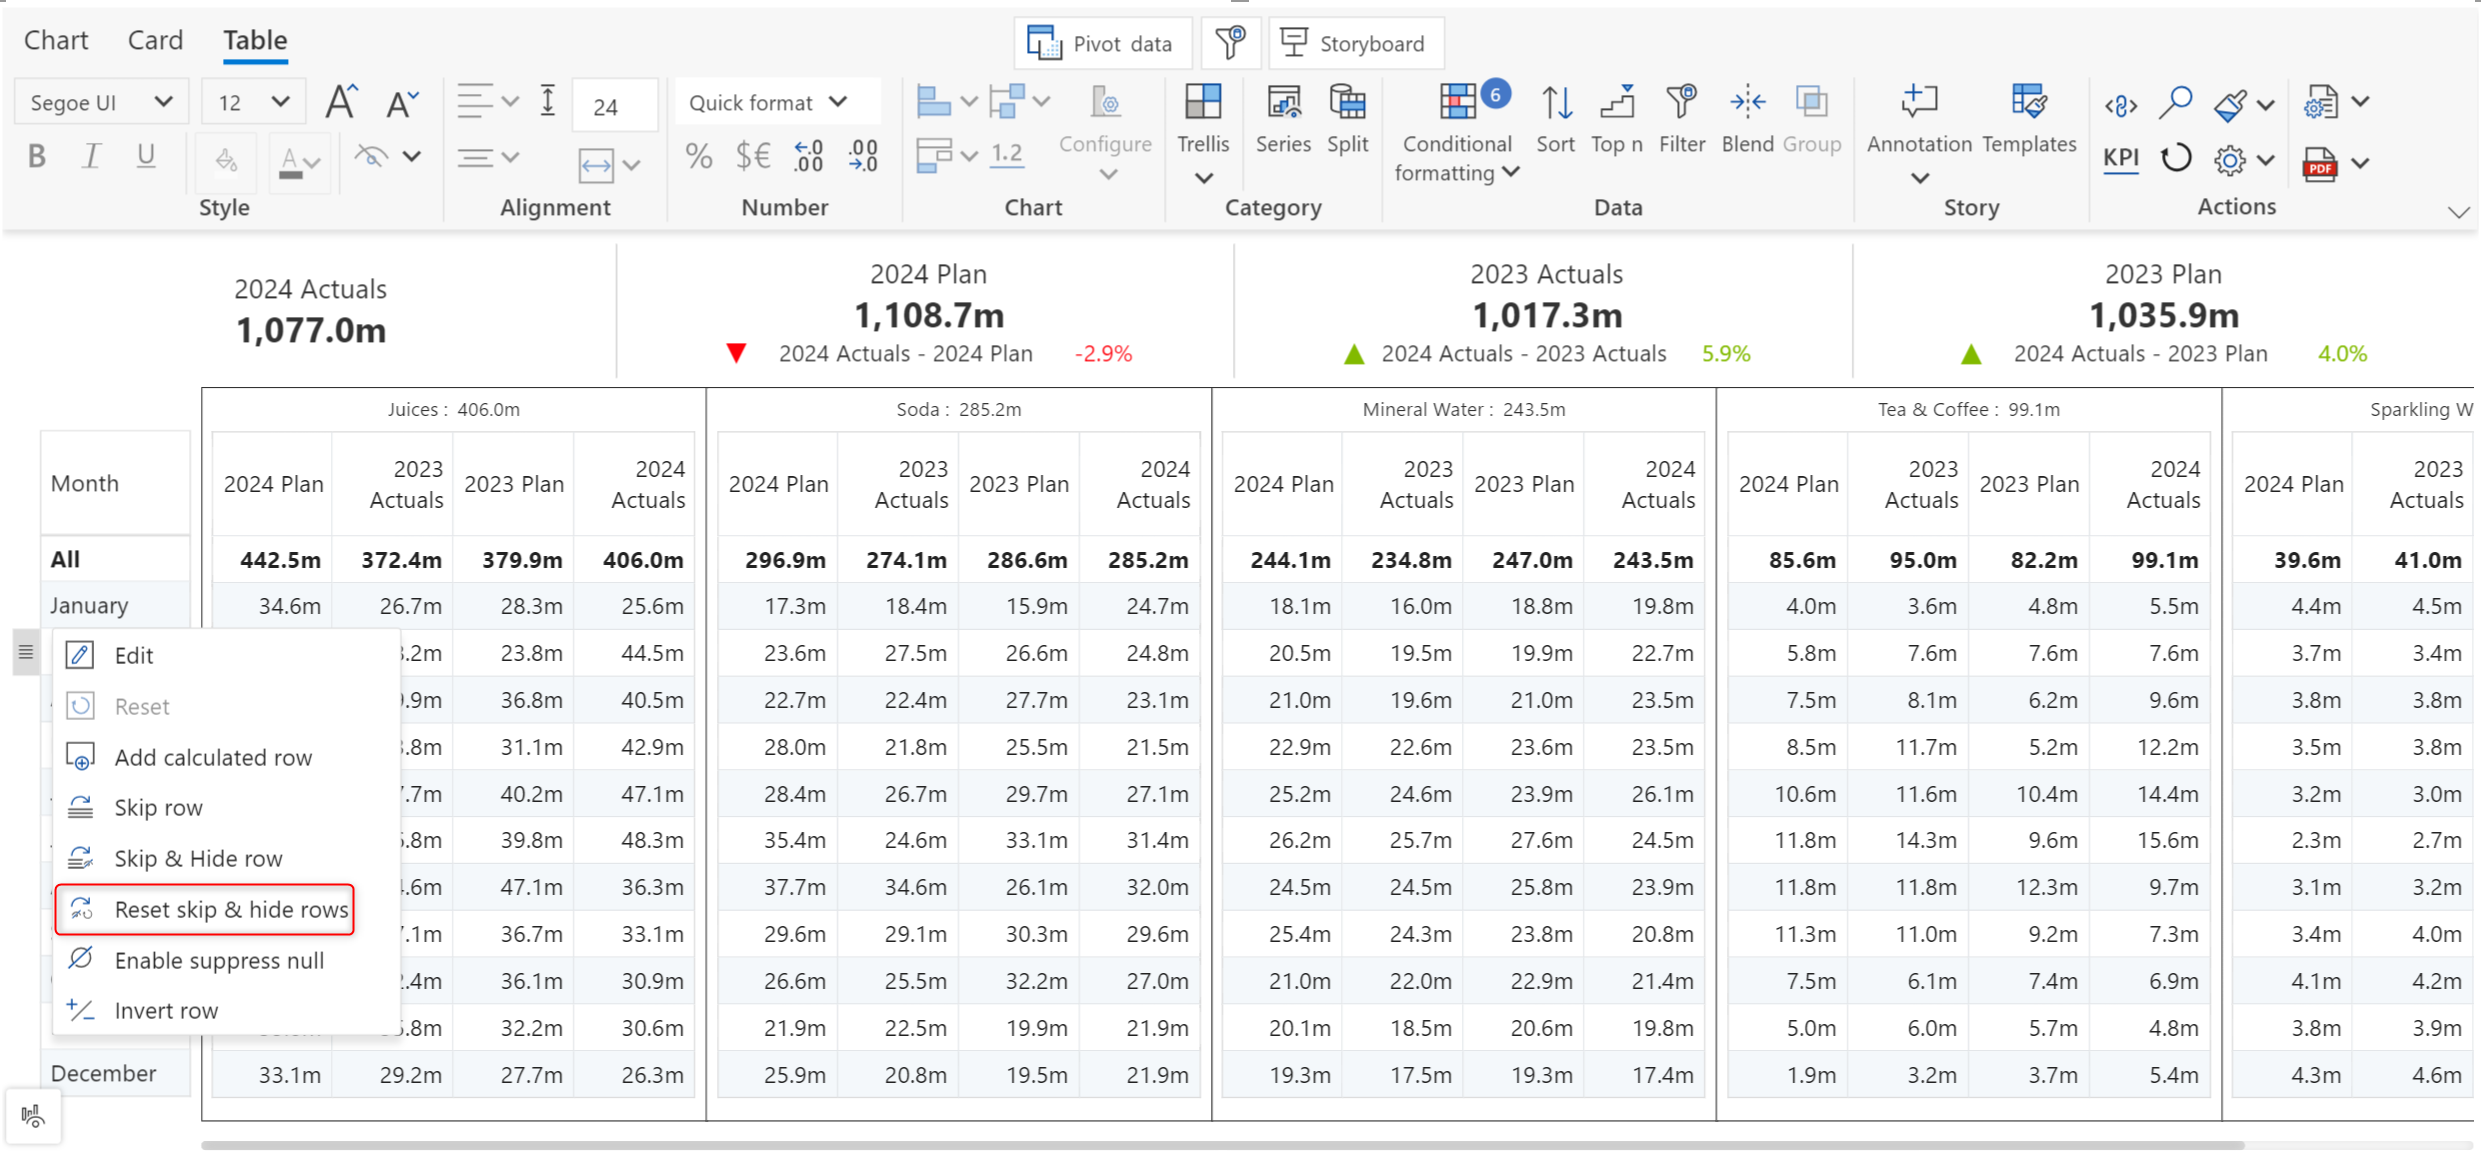 Chart Card Table
Pivot data Storyboard
Segoe UI 12 24 Quick format
Configure Trellis Series Split Conditional formatting 6 Sort Top n Filter Blend Group Annotation Templates
B I U A % $€ .0 .00 .00 .0 1.2 KPI PDF
Style Alignment Number Chart Category Data Story Actions
2024 Actuals
1,077.0m
2024 Plan
1,108.7m
2024 Actuals - 2024 Plan -2.9%
2023 Actuals
1,017.3m
2024 Actuals - 2023 Actuals 5.9%
2023 Plan
1,035.9m
2024 Actuals - 2023 Plan 4.0%
Juices : 406.0m Soda : 285.2m Mineral Water : 243.5m Tea & Coffee : 99.1m Sparkling W
Month 2024 Plan 2023 Actuals 2023 Plan 2024 Actuals 2024 Plan 2023 Actuals 2023 Plan 2024 Actuals 2024 Plan 2023 Actuals 2023 Plan 2024 Actuals 2024 Plan 2023 Actuals 2023 Plan 2024 Actuals 2024 Plan 2023 Actuals
All 442.5m 372.4m 379.9m 406.0m 296.9m 274.1m 286.6m 285.2m 244.1m 234.8m 247.0m 243.5m 85.6m 95.0m 82.2m 99.1m 39.6m 41.0m
January 34.6m 26.7m 28.3m 25.6m 17.3m 18.4m 15.9m 24.7m 18.1m 16.0m 18.8m 19.8m 4.0m 3.6m 4.8m 5.5m 4.4m 4.5m
Edit .2m 23.8m 44.5m 23.6m 27.5m 26.6m 24.8m 20.5m 19.5m 19.9m 22.7m 5.8m 7.6m 7.6m 7.6m 3.7m 3.4m
Reset .9m 36.8m 40.5m 22.7m 22.4m 27.7m 23.1m 21.0m 19.6m 21.0m 23.5m 7.5m 8.1m 6.2m 9.6m 3.8m 3.8m
Add calculated row .8m 31.1m 42.9m 28.0m 21.8m 25.5m 21.5m 22.9m 22.6m 23.6m 23.5m 8.5m 11.7m 5.2m 12.2m 3.5m 3.8m
Skip row .7m 40.2m 47.1m 28.4m 26.7m 29.7m 27.1m 25.2m 24.6m 23.9m 26.1m 10.6m 11.6m 10.4m 14.4m 3.2m 3.0m
Skip & Hide row .8m 39.8m 48.3m 35.4m 24.6m 33.1m 31.4m 26.2m 25.7m 27.6m 24.5m 11.8m 14.3m 9.6m 15.6m 2.3m 2.7m
Reset skip & hide rows .6m 47.1m 36.3m 37.7m 34.6m 26.1m 32.0m 24.5m 24.5m 25.8m 23.9m 11.8m 11.8m 12.3m 9.7m 3.1m 3.2m
.1m 36.7m 33.1m 29.6m 29.1m 30.3m 29.6m 25.4m 24.3m 23.8m 20.8m 11.3m 11.0m 9.2m 7.3m 3.4m 4.0m
Enable suppress null .4m 36.1m 30.9m 26.6m 25.5m 32.2m 27.0m 21.0m 22.0m 22.9m 21.4m 7.5m 6.1m 7.4m 6.9m 4.1m 4.2m
Invert row .8m 32.2m 30.6m 21.9m 22.5m 19.9m 21.9m 20.1m 18.5m 20.6m 19.8m 5.0m 6.0m 5.7m 4.8m 3.8m 3.9m
December 33.1m 29.2m 27.7m 26.3m 25.9m 20.8m 19.5m 21.9m 19.3m 17.5m 19.3m 17.4m 1.9m 3.2m 3.7m 5.4m 4.3m 4.6m